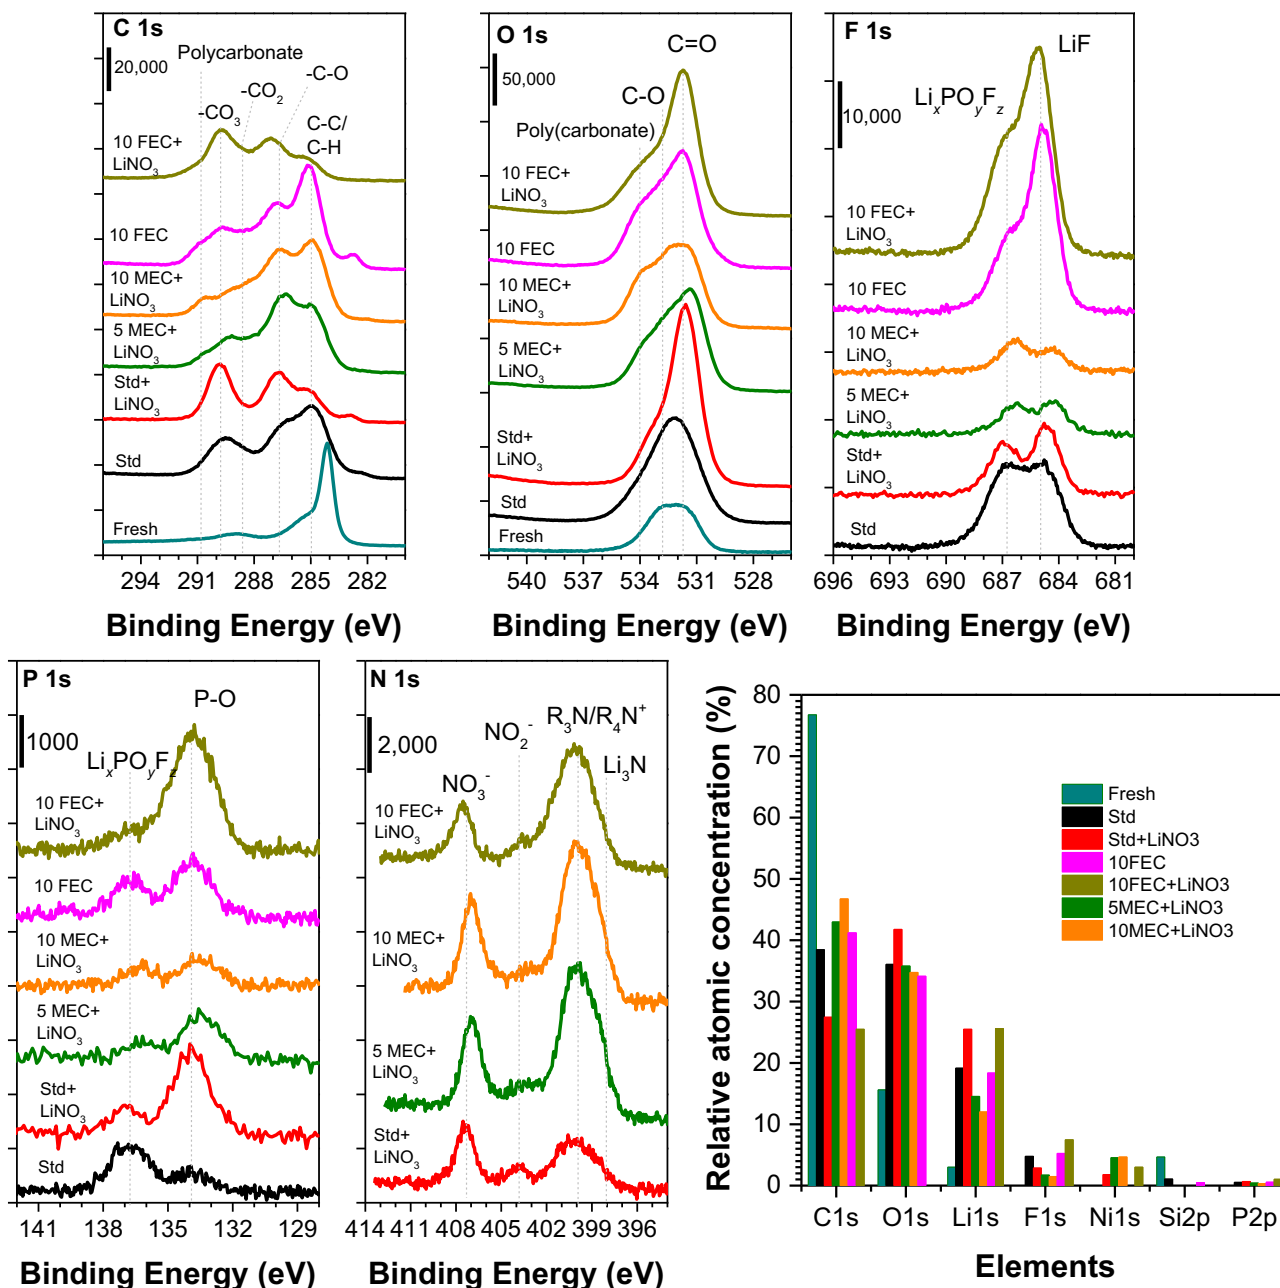 C 1s
20,000
Polycarbonate
-CO₃
-CO₂
-C-O
C-C/
C-H
10 FEC+
LiNO₃
10 FEC
10 MEC+
LiNO₃
5 MEC+
LiNO₃
Std+
LiNO₃
Std
Fresh
294 291 288 285 282
Binding Energy (eV)
O 1s
50,000
C=O
C-O
Poly(carbonate)
10 FEC+
LiNO₃
10 FEC
10 MEC+
LiNO₃
5 MEC+
LiNO₃
Std+
LiNO₃
Std
Fresh
540 537 534 531 528
Binding Energy (eV)
F 1s
10,000
LiF
LiₓPOᵧF_z
10 FEC+
LiNO₃
10 FEC
10 MEC+
LiNO₃
5 MEC+
LiNO₃
Std+
LiNO₃
Std
696 693 690 687 684 681
Binding Energy (eV)
P 1s
1000
P-O
LiₓPOᵧF_z
10 FEC+
LiNO₃
10 FEC
10 MEC+
LiNO₃
5 MEC+
LiNO₃
Std+
LiNO₃
Std
141 138 135 132 129
Binding Energy (eV)
N 1s
2,000
NO₃⁻
NO₂⁻
R₃N/R₄N⁺
Li₃N
10 FEC+
LiNO₃
10 MEC+
LiNO₃
5 MEC+
LiNO₃
Std+
LiNO₃
414 411 408 405 402 399 396
Binding Energy (eV)
Relative atomic concentration (%)
80
70
60
50
40
30
20
10
0
Fresh
Std
Std+LiNO3
10FEC
10FEC+LiNO3
5MEC+LiNO3
10MEC+LiNO3
C1s O1s Li1s F1s Ni1s Si2p P2p
Elements